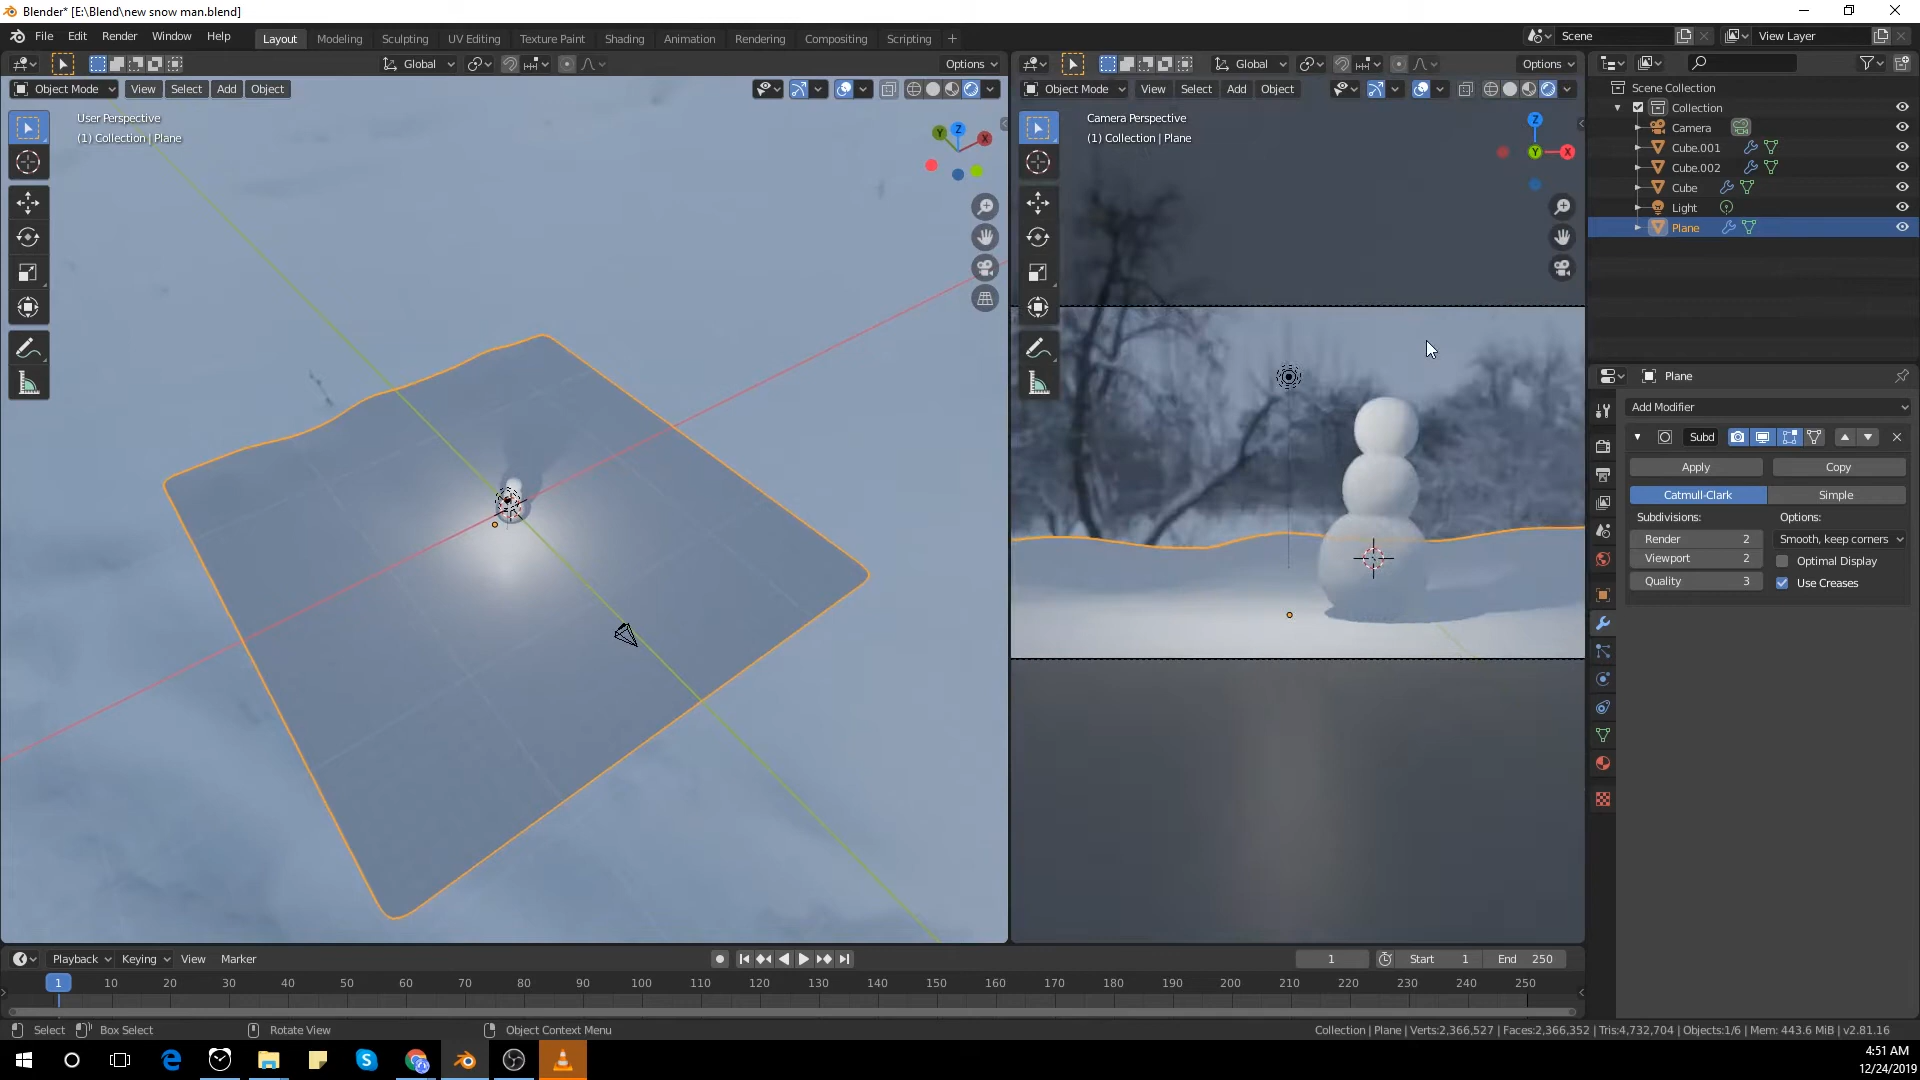 Blender* [E:\Blend\new snow man.blend]
File Edit Render Window Help
Layout Modeling Sculpting UV Editing Texture Paint Shading Animation Rendering Compositing Scripting +
Scene
View Layer
Global Options
Global Options
Object Mode View Select Add Object
Object Mode View Select Add Object
User Perspective
(1) Collection | Plane
Z
Y
X
Camera Perspective
(1) Collection | Plane
Z
Y
X
Scene Collection
Collection
Camera
Cube.001
Cube.002
Cube
Light
Plane
Plane
Add Modifier
Subd
Apply Copy
Catmull-Clark Simple
Subdivisions: Options:
Render 2 Smooth, keep corners
Viewport 2 Optimal Display
Quality 3 Use Creases
Playback Keying View Marker
1 Start 1 End 250
1 10 20 30 40 50 60 70 80 90 100 110 120 130 140 150 160 170 180 190 200 210 220 230 240 250
Select Box Select Rotate View Object Context Menu
Collection | Plane | Verts:2,366,527 | Faces:2,366,352 | Tris:4,732,704 | Objects:1/6 | Mem: 443.6 MiB | v2.81.16
4:51 AM
12/24/2019